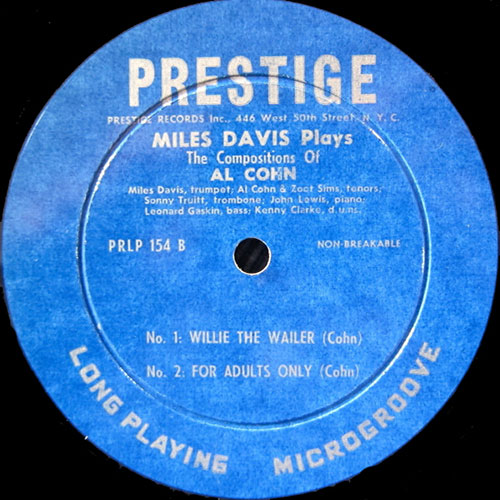 PRESTIGE
PRESTIGE RECORDS Inc., 446 West 50th Street, N. Y. C.
MILES DAVIS Plays
The Compositions Of
AL COHN
Miles Davis, trumpet; Al Cohn & Zoot Sims, tenors;
Sonny Truitt, trombone; John Lewis, piano;
Leonard Gaskin, bass; Kenny Clarke, d.ums.
PRLP 154 B
NON-BREAKABLE
No. 1: WILLIE THE WAILER (Cohn)
No. 2: FOR ADULTS ONLY (Cohn)
LONG PLAYING MICROGROOVE